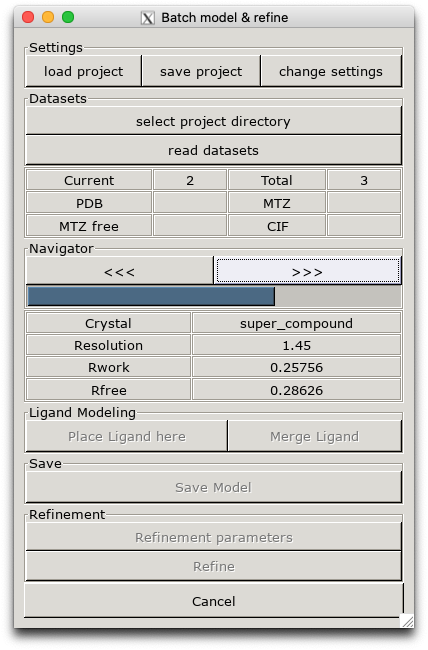 Batch model & refine
Settings
load project save project change settings
Datasets
select project directory
read datasets
Current 2 Total 3
PDB MTZ
MTZ free CIF
Navigator
<<< >>>
Crystal super_compound
Resolution 1.45
Rwork 0.25756
Rfree 0.28626
Ligand Modeling
Place Ligand here Merge Ligand
Save
Save Model
Refinement
Refinement parameters
Refine
Cancel